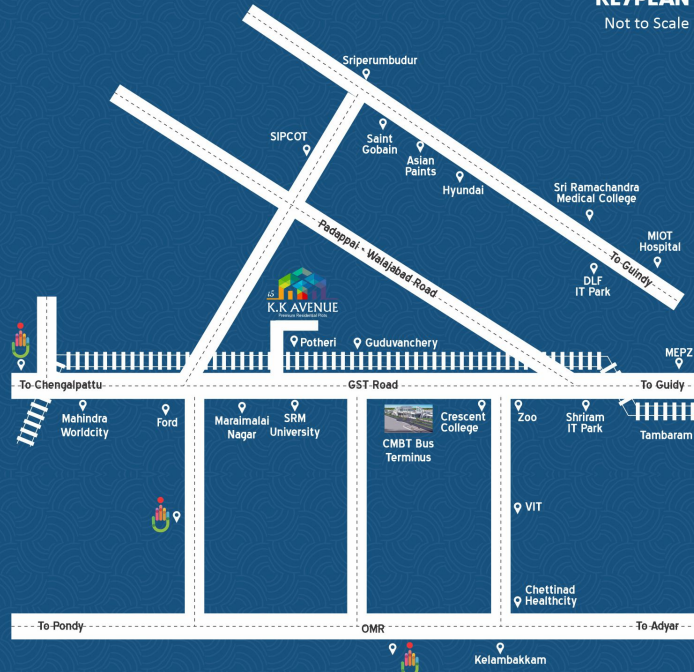 KEYPLAN
Not to Scale
Sriperumbudur
SIPCOT
Saint
Gobain
Asian
Paints
Hyundai
Sri Ramachandra
Medical College
MIOT
Hospital
Padappai - Walajabad Road
To Guindy
DLF
IT Park
K.K AVENUE
Premium Residential Plots
Potheri
Guduvanchery
MEPZ
To Chengalpattu
GST Road
To Guidy
Mahindra
Worldcity
Ford
Maraimalai
Nagar
SRM
University
CMBT Bus
Terminus
Crescent
College
Zoo
Shriram
IT Park
Tambaram
VIT
Chettinad
Healthcity
To Pondy
OMR
To Adyar
Kelambakkam